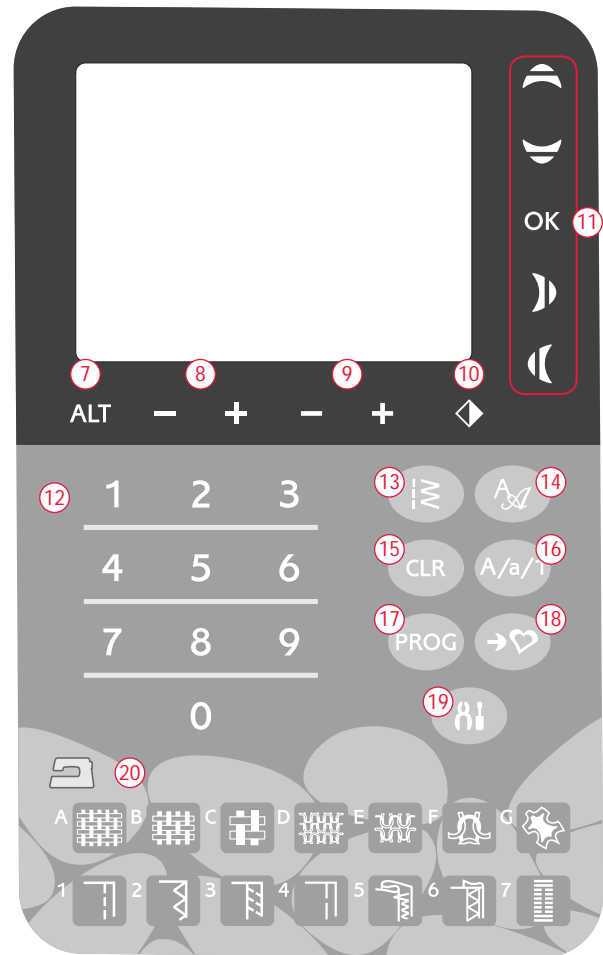 OK
11
7 8 9 10
ALT − + − +
12 1 2 3 13 14
4 5 6 15 CLR 16 A/a/1
7 8 9 17 PROG 18
0 19
20
A B C D E F G
1 2 3 4 5 6 7